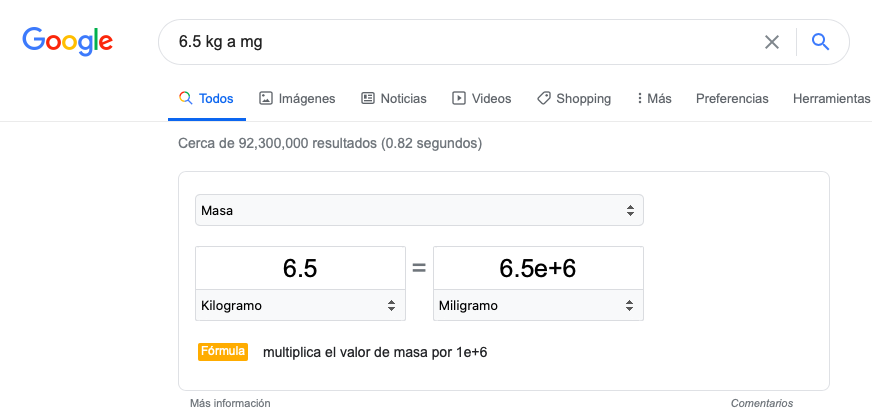 Google
6.5 kg a mg
Todos Imágenes Noticias Videos Shopping Más Preferencias Herramientas
Cerca de 92,300,000 resultados (0.82 segundos)
Masa
6.5 = 6.5e+6
Kilogramo Miligramo
Fórmula multiplica el valor de masa por 1e+6
Más información Comentarios